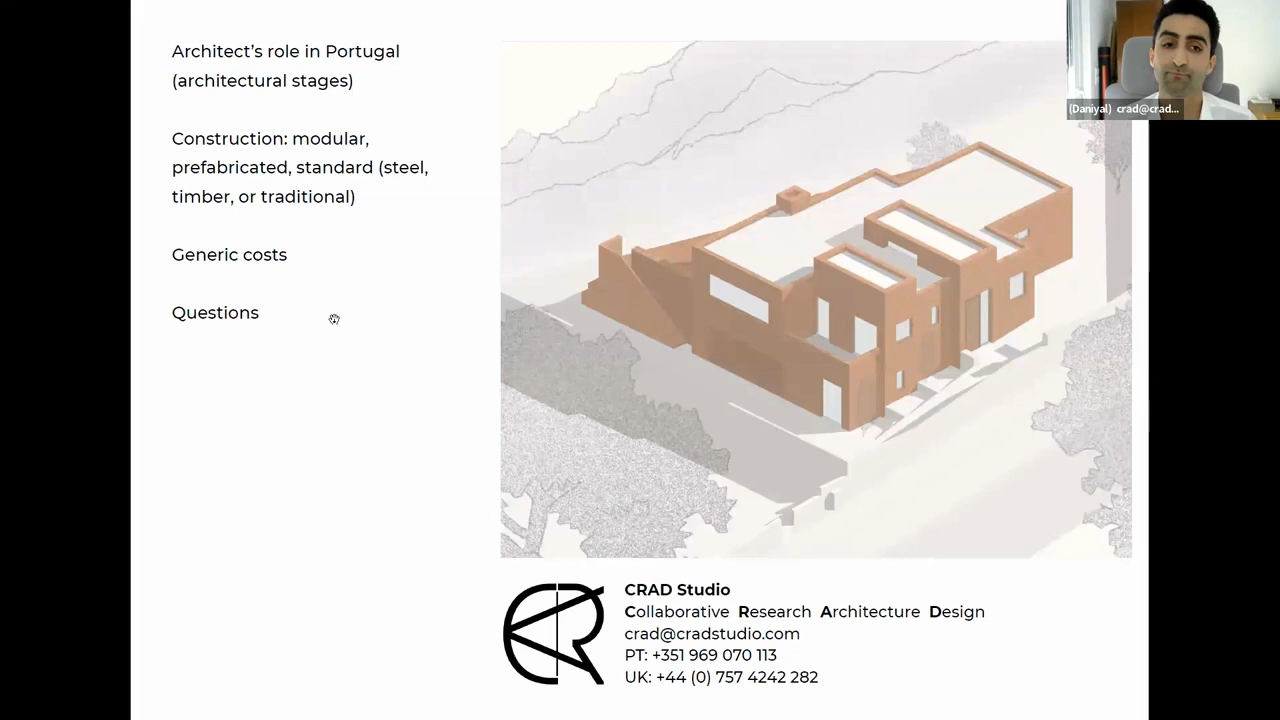 Architect's role in Portugal
(architectural stages)
Construction: modular,
prefabricated, standard (steel,
timber, or traditional)
Generic costs
Questions
(Daniyal) crad@crad...
CRAD Studio
Collaborative Research Architecture Design
crad@cradstudio.com
PT: +351 969 070 113
UK: +44 (0) 757 4242 282